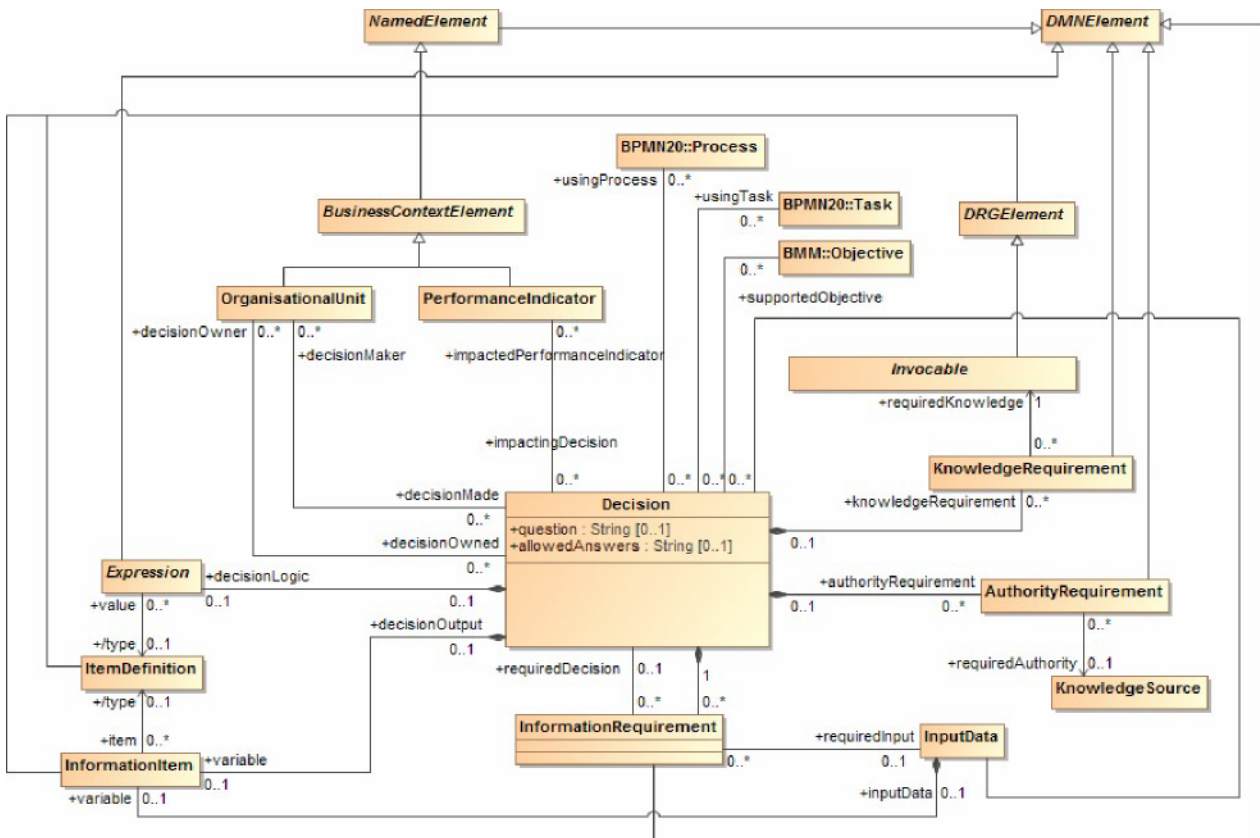 NamedElement
DMNElement
BPMN20::Process
+usingProcess
0..*
+usingTask
BPMN20::Task
0..*
BusinessContextElement
DRGElement
BMM::Objective
0..*
+supportedObjective
OrganisationalUnit
PerformanceIndicator
+decisionOwner
0..*
0..*
0..*
+decisionMaker
+impactedPerformanceIndicator
Invocable
+requiredKnowledge
1
+impactingDecision
0..*
KnowledgeRequirement
0..*
0..*
0..*
0..*
+decisionMade
+knowledgeRequirement
0..*
Decision
0..*
+question : String [0..1]
+allowedAnswers : String [0..1]
0..1
+decisionOwned
0..*
Expression
+decisionLogic
0..1
0..1
+authorityRequirement
0..1
0..*
AuthorityRequirement
+value
0..*
0..*
+decisionOutput
0..1
+/type
0..1
+requiredDecision
0..1
1
+requiredAuthority
0..1
ItemDefinition
KnowledgeSource
+/type
0..1
0..*
0..*
InformationRequirement
+item
0..*
+requiredInput
InputData
0..*
0..1
InformationItem
+variable
0..1
+variable
0..1
+inputData
0..1